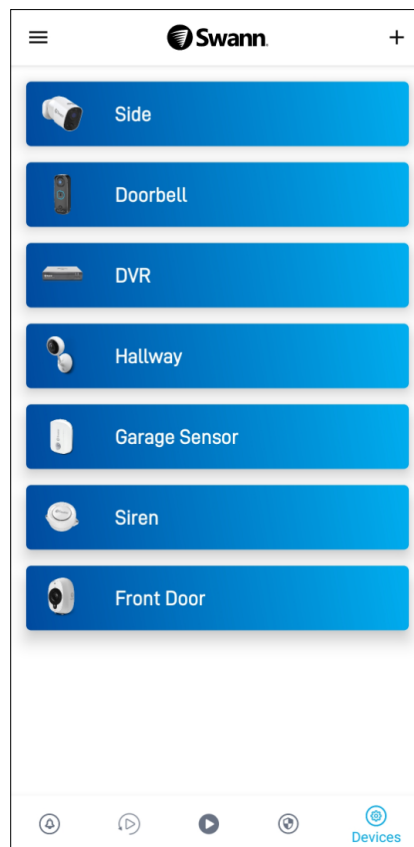 Swann
Side
Doorbell
DVR
Hallway
Garage Sensor
Siren
Front Door
Devices